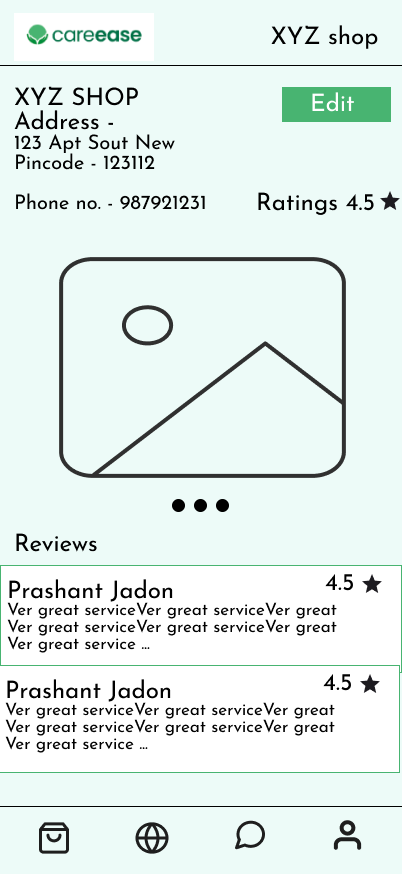 careease
XYZ shop
XYZ SHOP
Edit
Address -
123 Apt Sout New
Pincode - 123112
Phone no. - 987921231
Ratings 4.5
Reviews
Prashant Jadon
4.5
Ver great serviceVer great serviceVer great
Ver great serviceVer great serviceVer great
Ver great service ...
Prashant Jadon
4.5
Ver great serviceVer great serviceVer great
Ver great serviceVer great serviceVer great
Ver great service ...